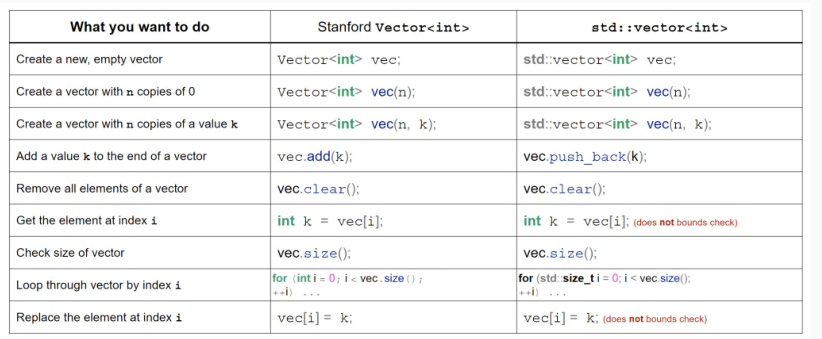 What you want to do Stanford Vector<int> std::vector<int>
Create a new, empty vector Vector<int> vec; std::vector<int> vec;
Create a vector with n copies of 0 Vector<int> vec(n); std::vector<int> vec(n);
Create a vector with n copies of a value k Vector<int> vec(n, k); std::vector<int> vec(n, k);
Add a value k to the end of a vector vec.add(k); vec.push_back(k);
Remove all elements of a vector vec.clear(); vec.clear();
Get the element at index i int k = vec[i]; int k = vec[i]; (does not bounds check)
Check size of vector vec.size(); vec.size();
Loop through vector by index i for (int i = 0; i < vec.size(); for (std::size_t i = 0; i < vec.size();
++i) ... ++i) ...
Replace the element at index i vec[i] = k; vec[i] = k; (does not bounds check)